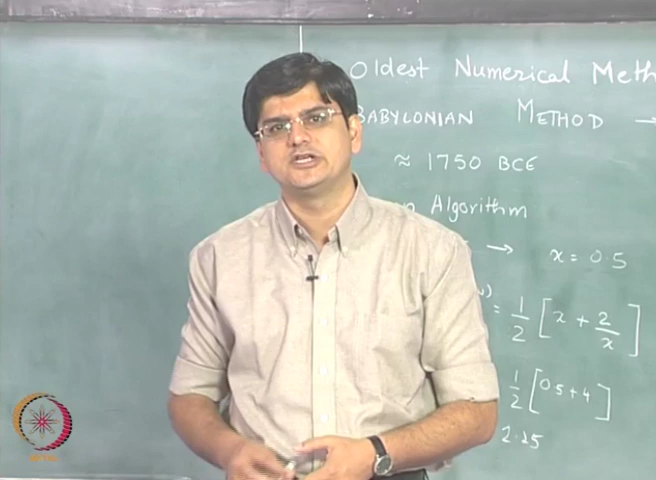 Oldest Numerical
BABYLONIAN METHOD →
≈ 1750 BCE
Algorithm
→ x = 0.5
= 1/2 [x + 2/x]
1/2 [0.5 + 4]
2.25